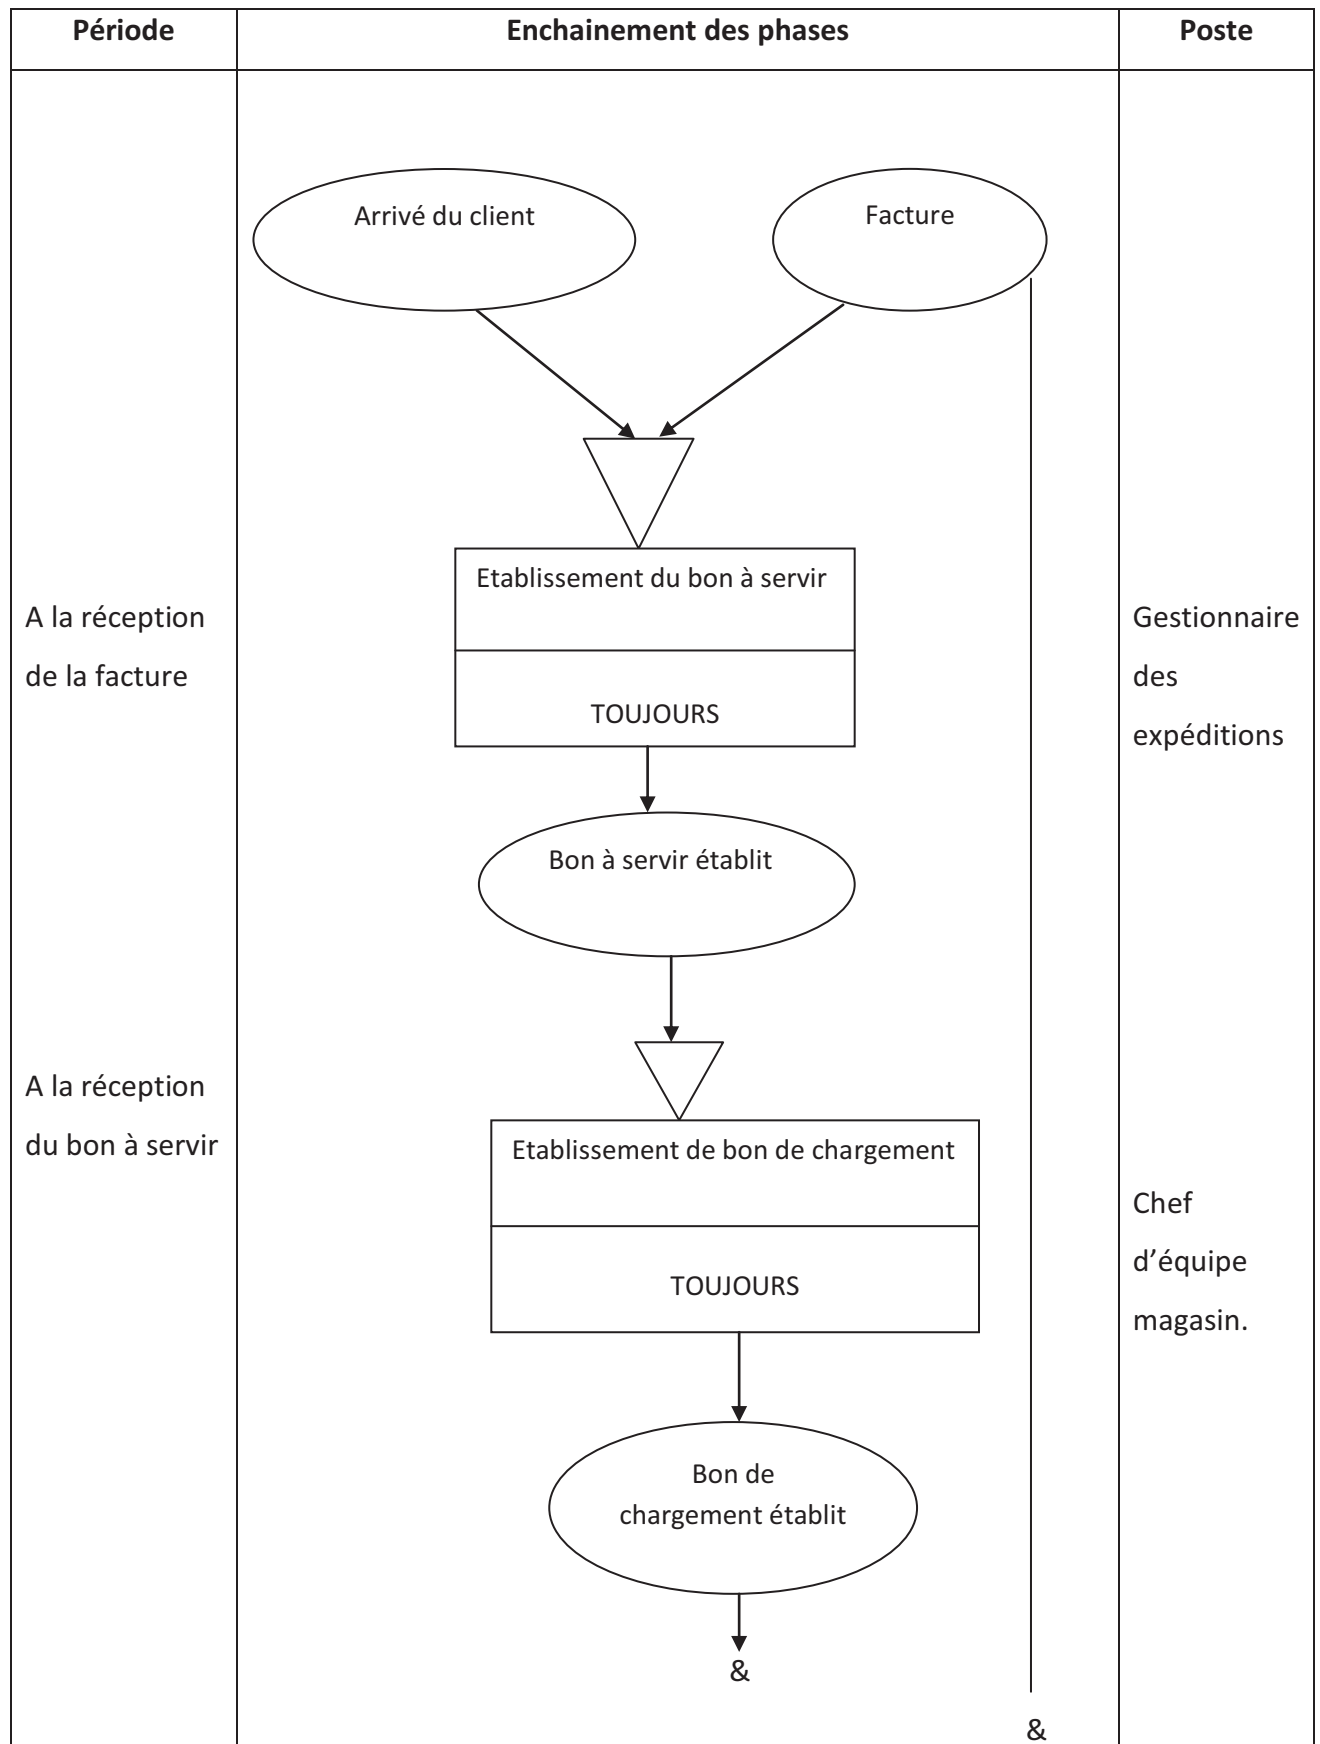 Période
Enchainement des phases
Poste
Arrivé du client
Facture
Etablissement du bon à servir
TOUJOURS
A la réception
de la facture
Gestionnaire
des
expéditions
Bon à servir établit
A la réception
du bon à servir
Etablissement de bon de chargement
TOUJOURS
Chef
d’équipe
magasin.
Bon de
chargement établit
&
&